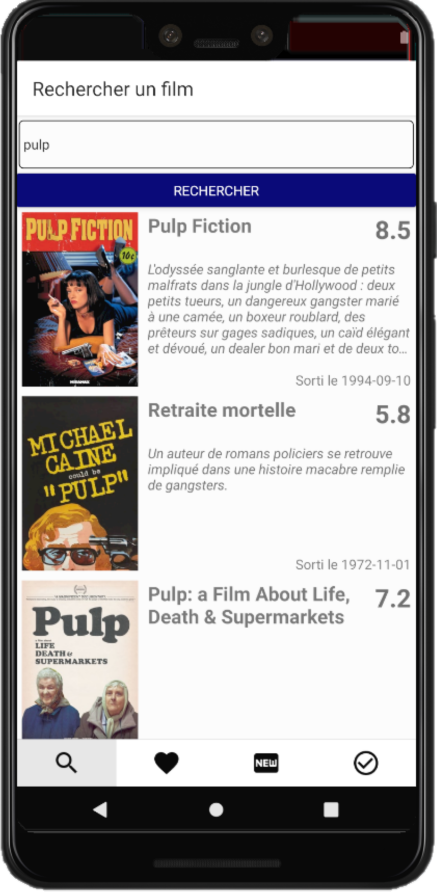 Rechercher un film
pulp
RECHERCHER
PULP FICTION
10¢
Pulp Fiction
8.5
L'odyssée sanglante et burlesque de petits
malfrats dans la jungle d'Hollywood : deux
petits tueurs, un dangereux gangster marié
à une camée, un boxeur roublard, des
prêteurs sur gages sadiques, un caïd élégant
et dévoué, un dealer bon mari et de deux to...
Sorti le 1994-09-10
MICHAEL
CAINE
could be
"PULP"
Retraite mortelle
5.8
Un auteur de romans policiers se retrouve
impliqué dans une histoire macabre remplie
de gangsters.
Sorti le 1972-11-01
Pulp
LIFE
DEATH &
SUPERMARKETS
Pulp: a Film About Life,
Death & Supermarkets
7.2
NEW